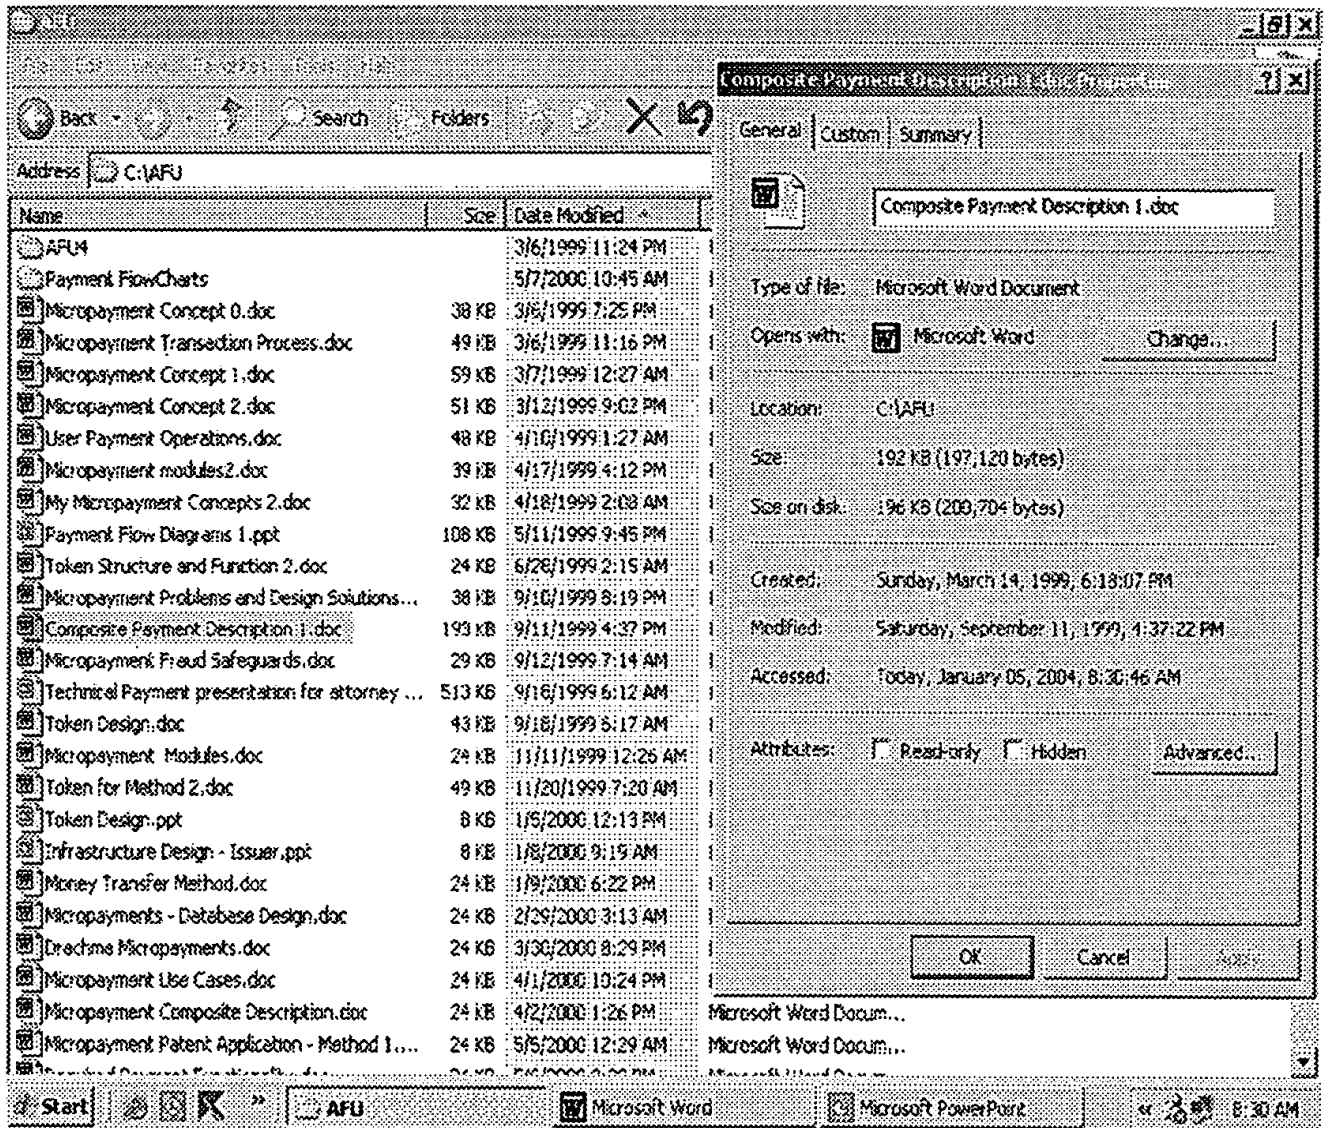 AFU
Back Search Folders
Address C:\AFU
Name Size Date Modified
AFU4 3/6/1999 11:24 PM
Payment FlowCharts 5/7/2000 10:45 AM
Micropayment Concept 0.doc 38 KB 3/6/1999 7:25 PM
Micropayment Transaction Process.doc 49 KB 3/6/1999 11:16 PM
Micropayment Concept 1.doc 59 KB 3/7/1999 12:27 AM
Micropayment Concept 2.doc 51 KB 3/12/1999 9:02 PM
User Payment Operations.doc 48 KB 4/10/1999 1:27 AM
Micropayment modules2.doc 39 KB 4/17/1999 4:12 PM
My Micropayment Concepts 2.doc 32 KB 4/18/1999 2:08 AM
Payment Flow Diagrams 1.ppt 108 KB 5/11/1999 9:45 PM
Token Structure and Function 2.doc 24 KB 6/28/1999 2:15 AM
Micropayment Problems and Design Solutions... 38 KB 9/10/1999 8:19 PM
Composite Payment Description 1.doc 193 KB 9/11/1999 4:37 PM
Micropayment Fraud Safeguards.doc 29 KB 9/12/1999 7:14 AM
Technical Payment presentation for attorney ... 513 KB 9/18/1999 6:12 AM
Token Design.doc 43 KB 9/18/1999 6:17 AM
Micropayment Modules.doc 24 KB 11/11/1999 12:26 AM
Token for Method 2.doc 49 KB 11/20/1999 7:20 AM
Token Design.ppt 8 KB 1/5/2000 12:13 PM
Infrastructure Design - Issuer.ppt 8 KB 1/8/2000 9:19 AM
Money Transfer Method.doc 24 KB 1/9/2000 6:22 PM
Micropayments - Database Design.doc 24 KB 2/29/2000 3:13 AM
Drachma Micropayments.doc 24 KB 3/30/2000 8:29 PM
Micropayment Use Cases.doc 24 KB 4/1/2000 10:24 PM
Micropayment Composite Description.doc 24 KB 4/2/2000 1:26 PM Microsoft Word Docum...
Micropayment Patent Application - Method 1.... 24 KB 5/5/2000 12:29 AM Microsoft Word Docum...
Composite Payment Description 1.doc
General Custom Summary
Composite Payment Description 1.doc
Type of file: Microsoft Word Document
Opens with: Microsoft Word Change...
Location: C:\AFU
Size: 192 KB (197,120 bytes)
Size on disk: 196 KB (200,704 bytes)
Created: Sunday, March 14, 1999, 6:18:07 PM
Modified: Saturday, September 11, 1999, 4:37:22 PM
Accessed: Today, January 05, 2004, 8:30:46 AM
Attributes: Read-only Hidden Advanced...
OK Cancel Apply
Start » AFU Microsoft Word Microsoft PowerPoint « 8:30 AM